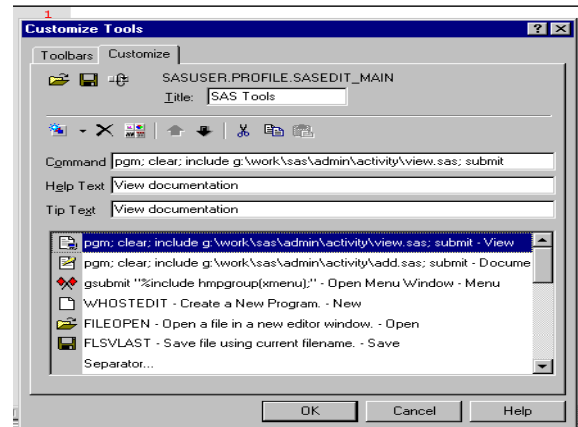 1
Customize Tools
Toolbars Customize
SASUSER.PROFILE.SASEDIT_MAIN
Title: SAS Tools
Command pgm; clear; include g:\work\sas\admin\activity\view.sas; submit
Help Text View documentation
Tip Text View documentation
pgm; clear; include g:\work\sas\admin\activity\view.sas; submit - View
pgm; clear; include g:\work\sas\admin\activity\add.sas; submit - Docume
gsubmit "%include hmpgroup(xmenu);" - Open Menu Window - Menu
WHOSTEDIT - Create a New Program. - New
FILEOPEN - Open a file in a new editor window. - Open
FLSVLAST - Save file using current filename. - Save
Separator...
OK Cancel Help